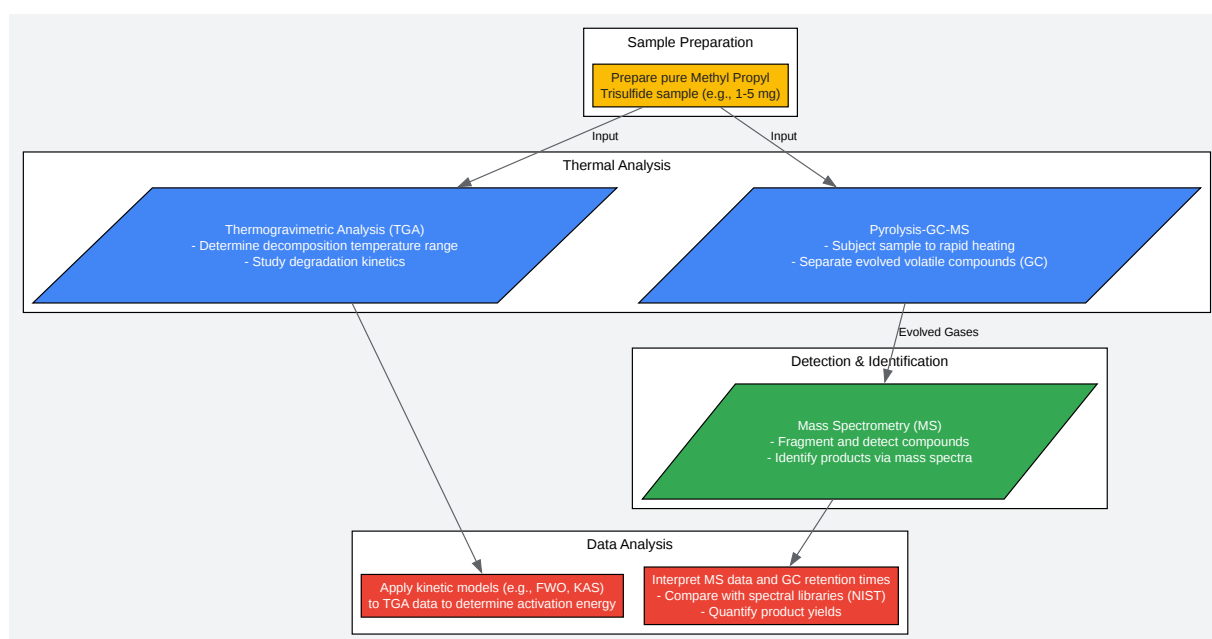 Sample Preparation
Prepare pure Methyl Propyl
Trisulfide sample (e.g., 1-5 mg)
Input
Input
Thermal Analysis
Thermogravimetric Analysis (TGA)
- Determine decomposition temperature range
- Study degradation kinetics
Pyrolysis-GC-MS
- Subject sample to rapid heating
- Separate evolved volatile compounds (GC)
Evolved Gases
Detection & Identification
Mass Spectrometry (MS)
- Fragment and detect compounds
- Identify products via mass spectra
Data Analysis
Apply kinetic models (e.g., FWO, KAS)
to TGA data to determine activation energy
Interpret MS data and GC retention times
- Compare with spectral libraries (NIST)
- Quantify product yields